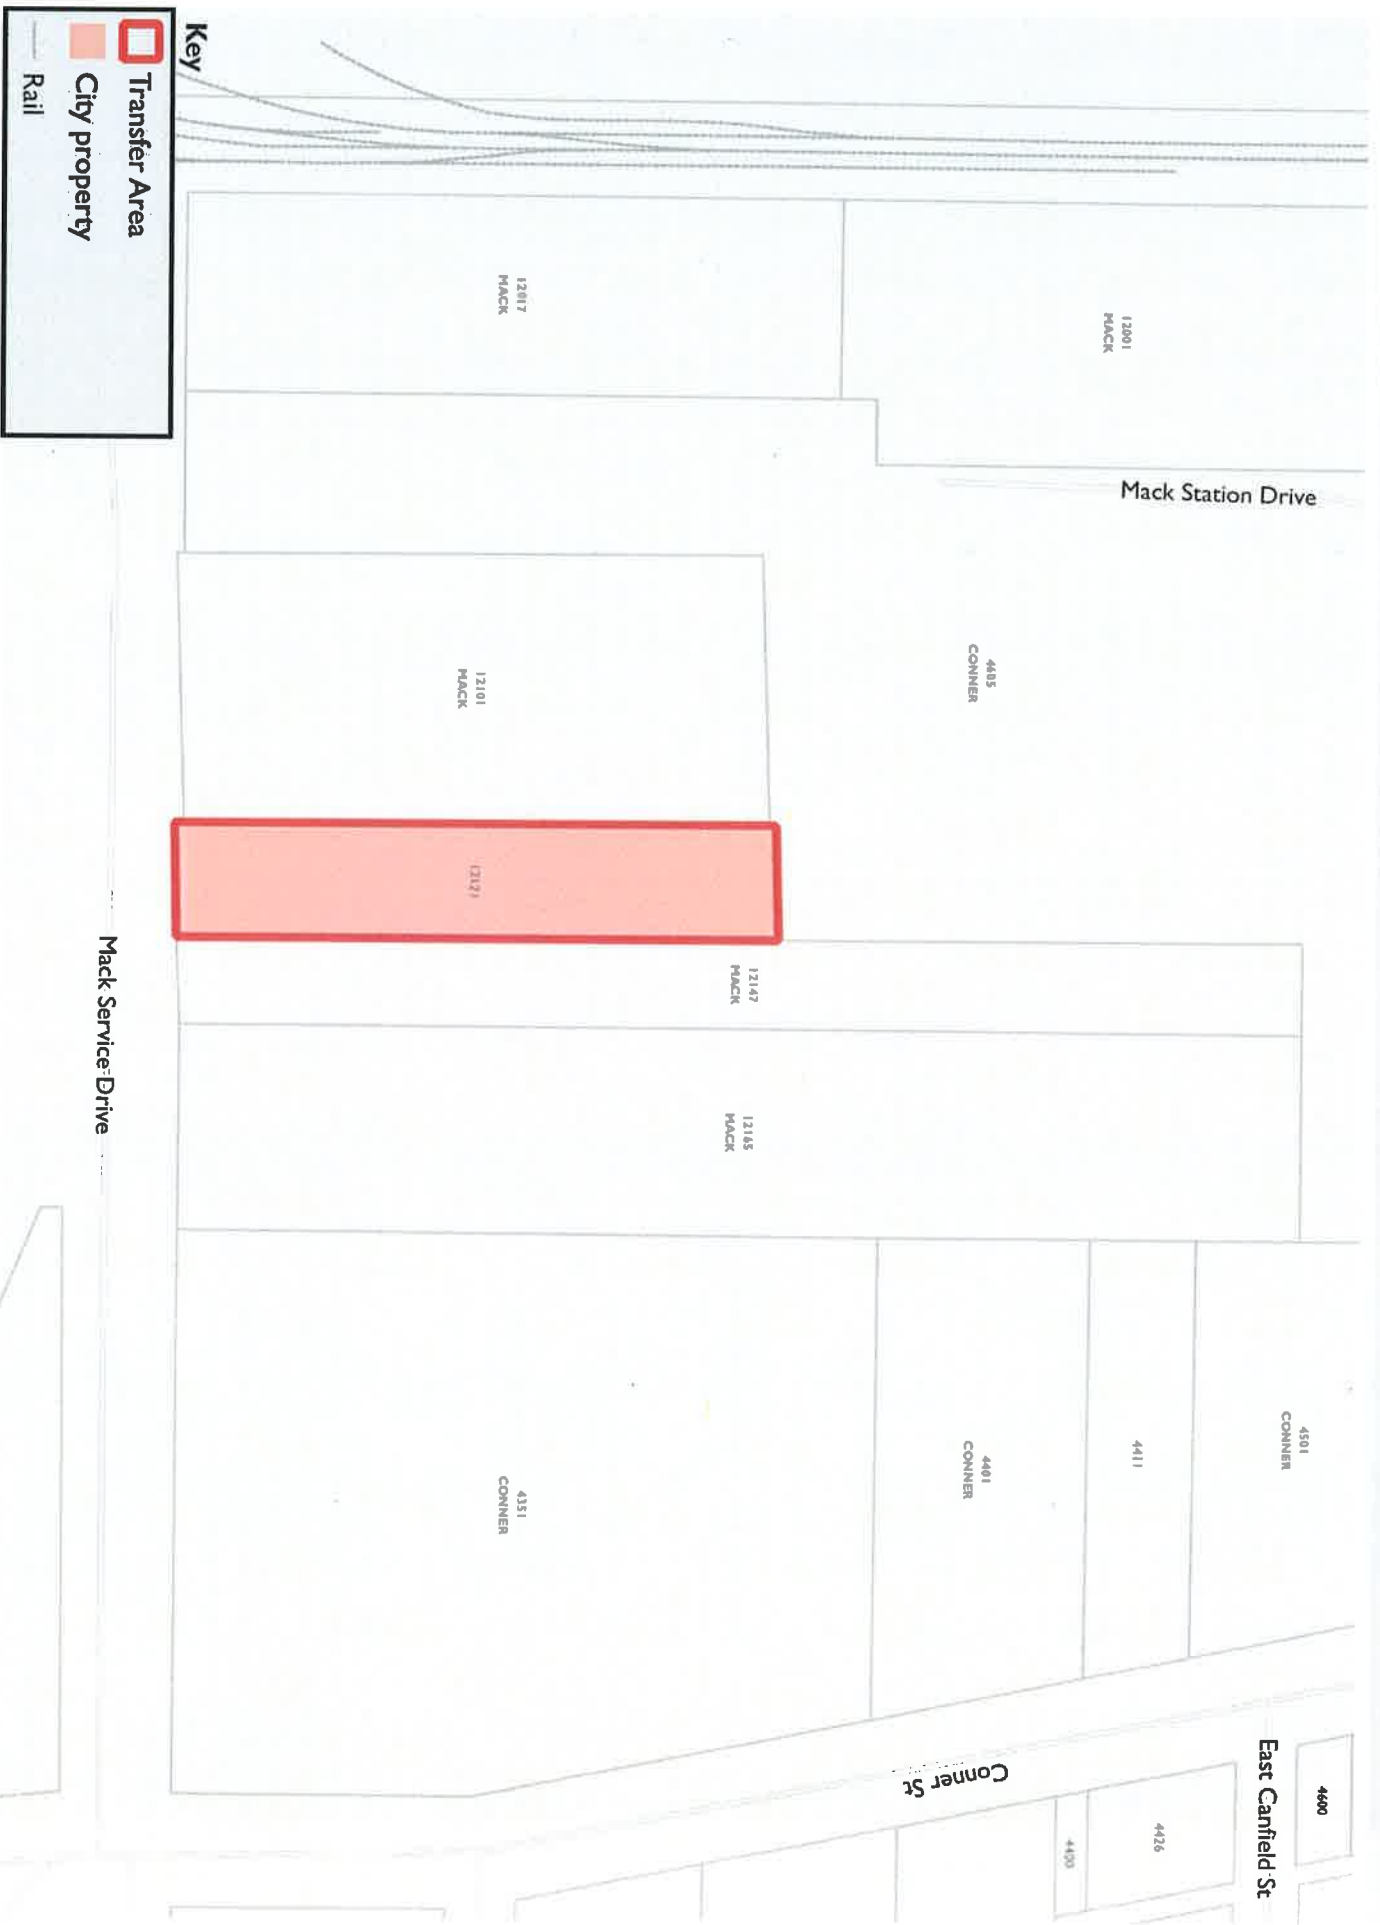 Key
Transfer Area
City property
Rail
12017
MACK
12001
MACK
Mack Station Drive
12101
MACK
4605
CONNER
12121
12147
MACK
12165
MACK
Mack Service Drive
4351
CONNER
4401
CONNER
4411
4501
CONNER
Conner St
East Canfield St
4600
4426
4400